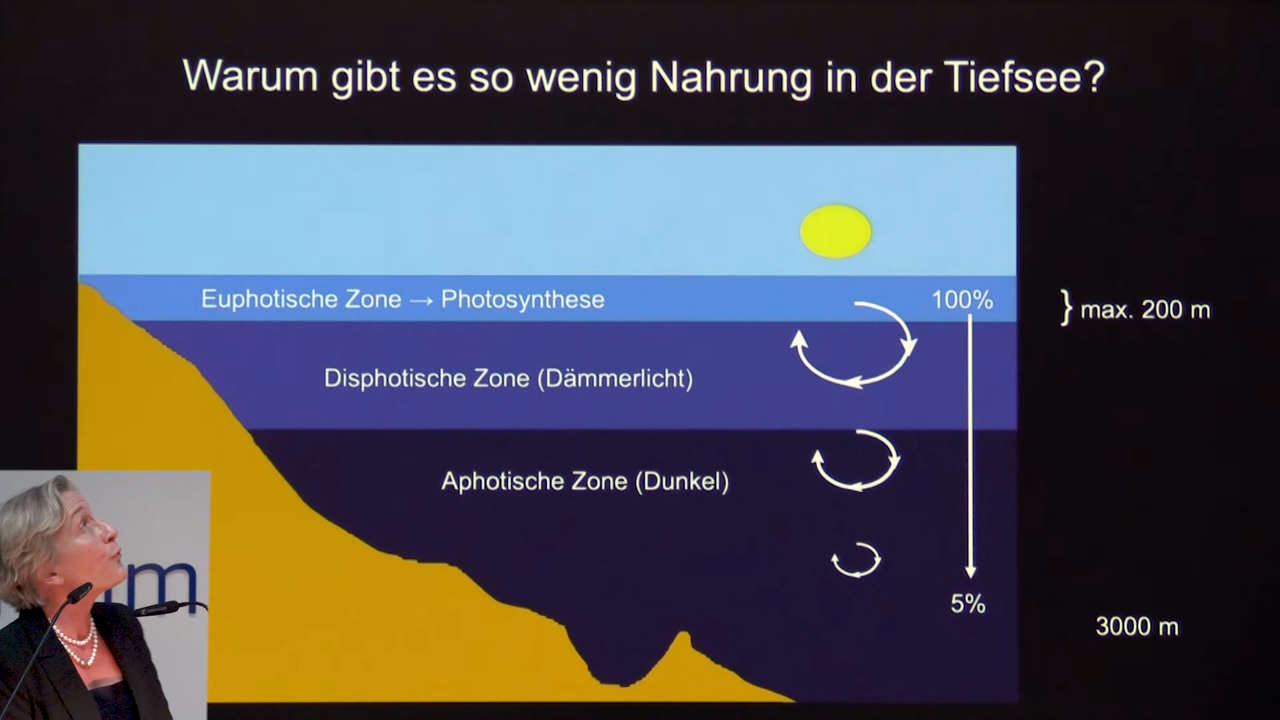 Warum gibt es so wenig Nahrung in der Tiefsee?
Euphotische Zone → Photosynthese
100%
} max. 200 m
Disphotische Zone (Dämmerlicht)
Aphotische Zone (Dunkel)
5%
3000 m
m